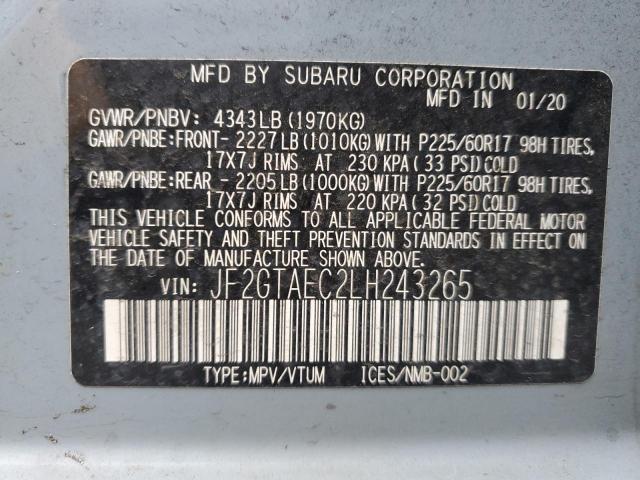 MFD BY SUBARU CORPORATION
MFD IN 01/20
GVWR/PNBV: 4343LB (1970KG)
GAWR/PNBE:FRONT- 2227LB(1010KG)WITH P225/60R17 98H TIRES,
17X7J RIMS AT 230 KPA (33 PSI)COLD
GAWR/PNBE:REAR - 2205LB(1000KG)WITH P225/60R17 98H TIRES,
17X7J RIMS AT 220 KPA(32 PSI)COLD
THIS VEHICLE CONFORMS TO ALL APPLICABLE FEDERAL MOTOR
VEHICLE SAFETY AND THEFT PREVENTION STANDARDS IN EFFECT ON
THE DATE OF MANUFACTURE SHOWN ABOVE.
VIN: JF2GTAEC2LH243265
TYPE:MPV/VTUM ICES/NMB-002